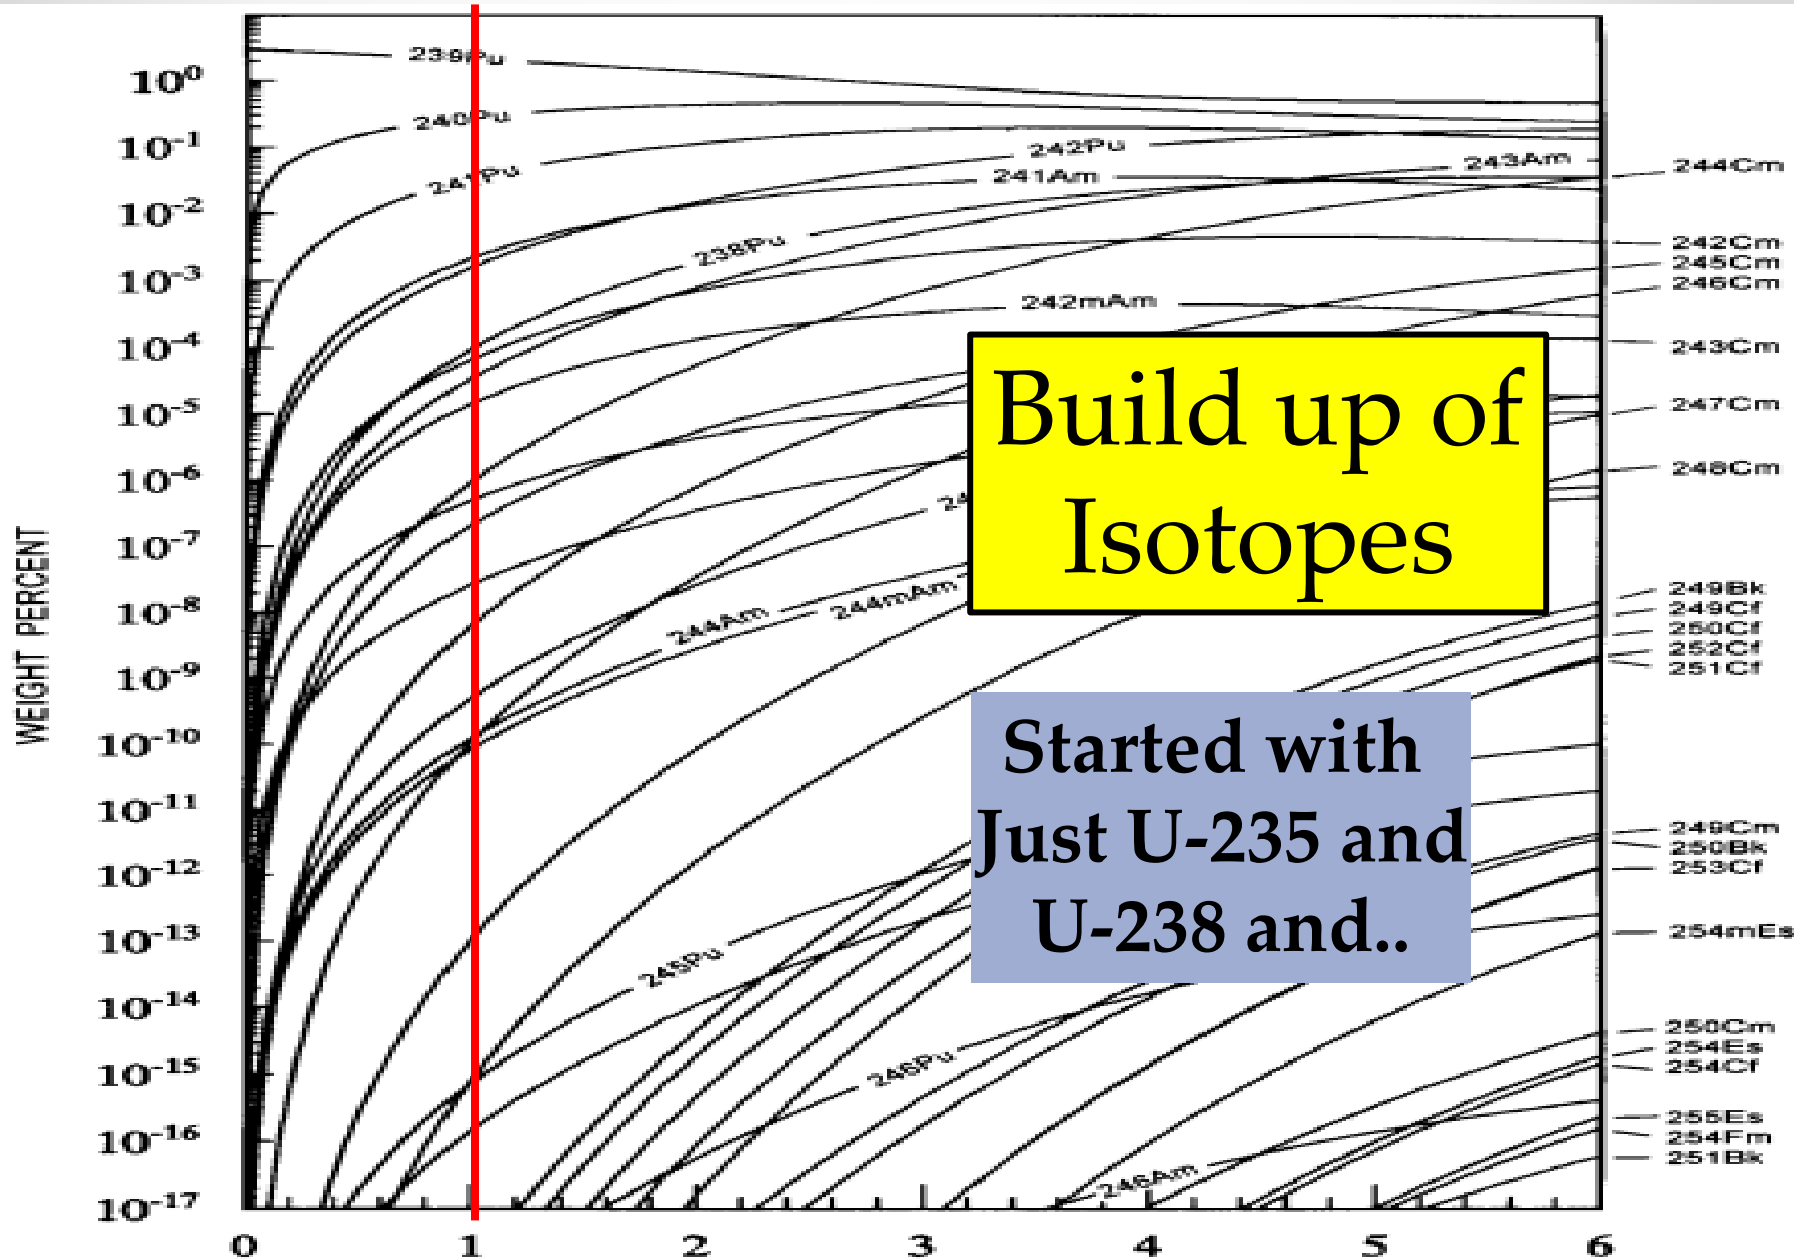 239Pu
10⁰
240Pu
10⁻¹
242Pu
243Am
241Pu
241Am
244Cm
10⁻²
238Pu
242Cm
245Cm
10⁻³
246Cm
242mAm
10⁻⁴
243Cm
Build up of
Isotopes
10⁻⁵
247Cm
10⁻⁶
248Cm
10⁻⁷
WEIGHT PERCENT
10⁻⁸
244Am
244mAm
249Bk
249Cf
250Cf
252Cf
251Cf
10⁻⁹
10⁻¹⁰
Started with
Just U-235 and
U-238 and..
10⁻¹¹
249Cm
250Bk
253Cf
10⁻¹²
10⁻¹³
254mEs
245Pu
10⁻¹⁴
250Cm
254Es
254Cf
10⁻¹⁵
246Pu
255Es
254Fm
251Bk
10⁻¹⁶
246Am
10⁻¹⁷
0 1 2 3 4 5 6